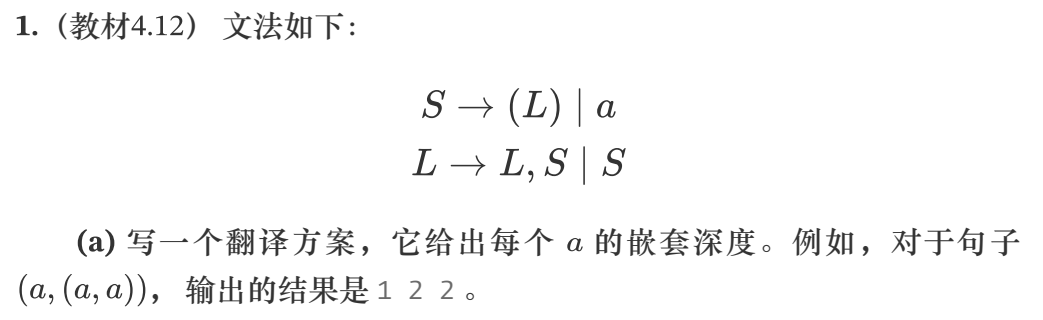 1.（教材4.12） 文法如下：
S → (L) | a
L → L, S | S
(a) 写一个翻译方案，它给出每个 a 的嵌套深度。例如，对于句子
(a, (a, a))， 输出的结果是 1 2 2 。